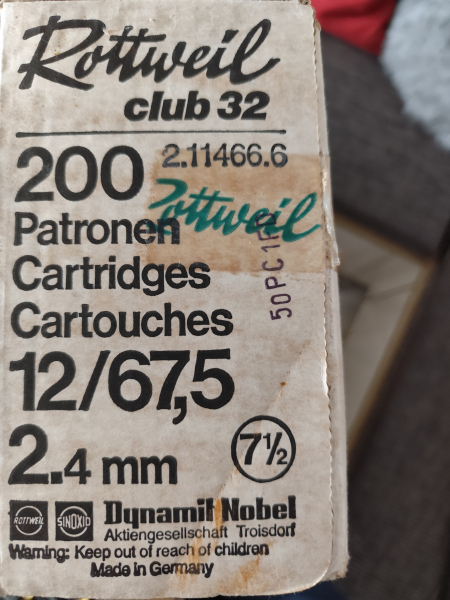 Rottweil
club 32
200 2.11466.6
Rottweil
Patronen
Cartridges
Cartouches
12/67,5
2.4 mm 7½
ROTTWEIL SINOXID Dynamit Nobel
Aktiengesellschaft Troisdorf
Warning: Keep out of reach of children
Made in Germany